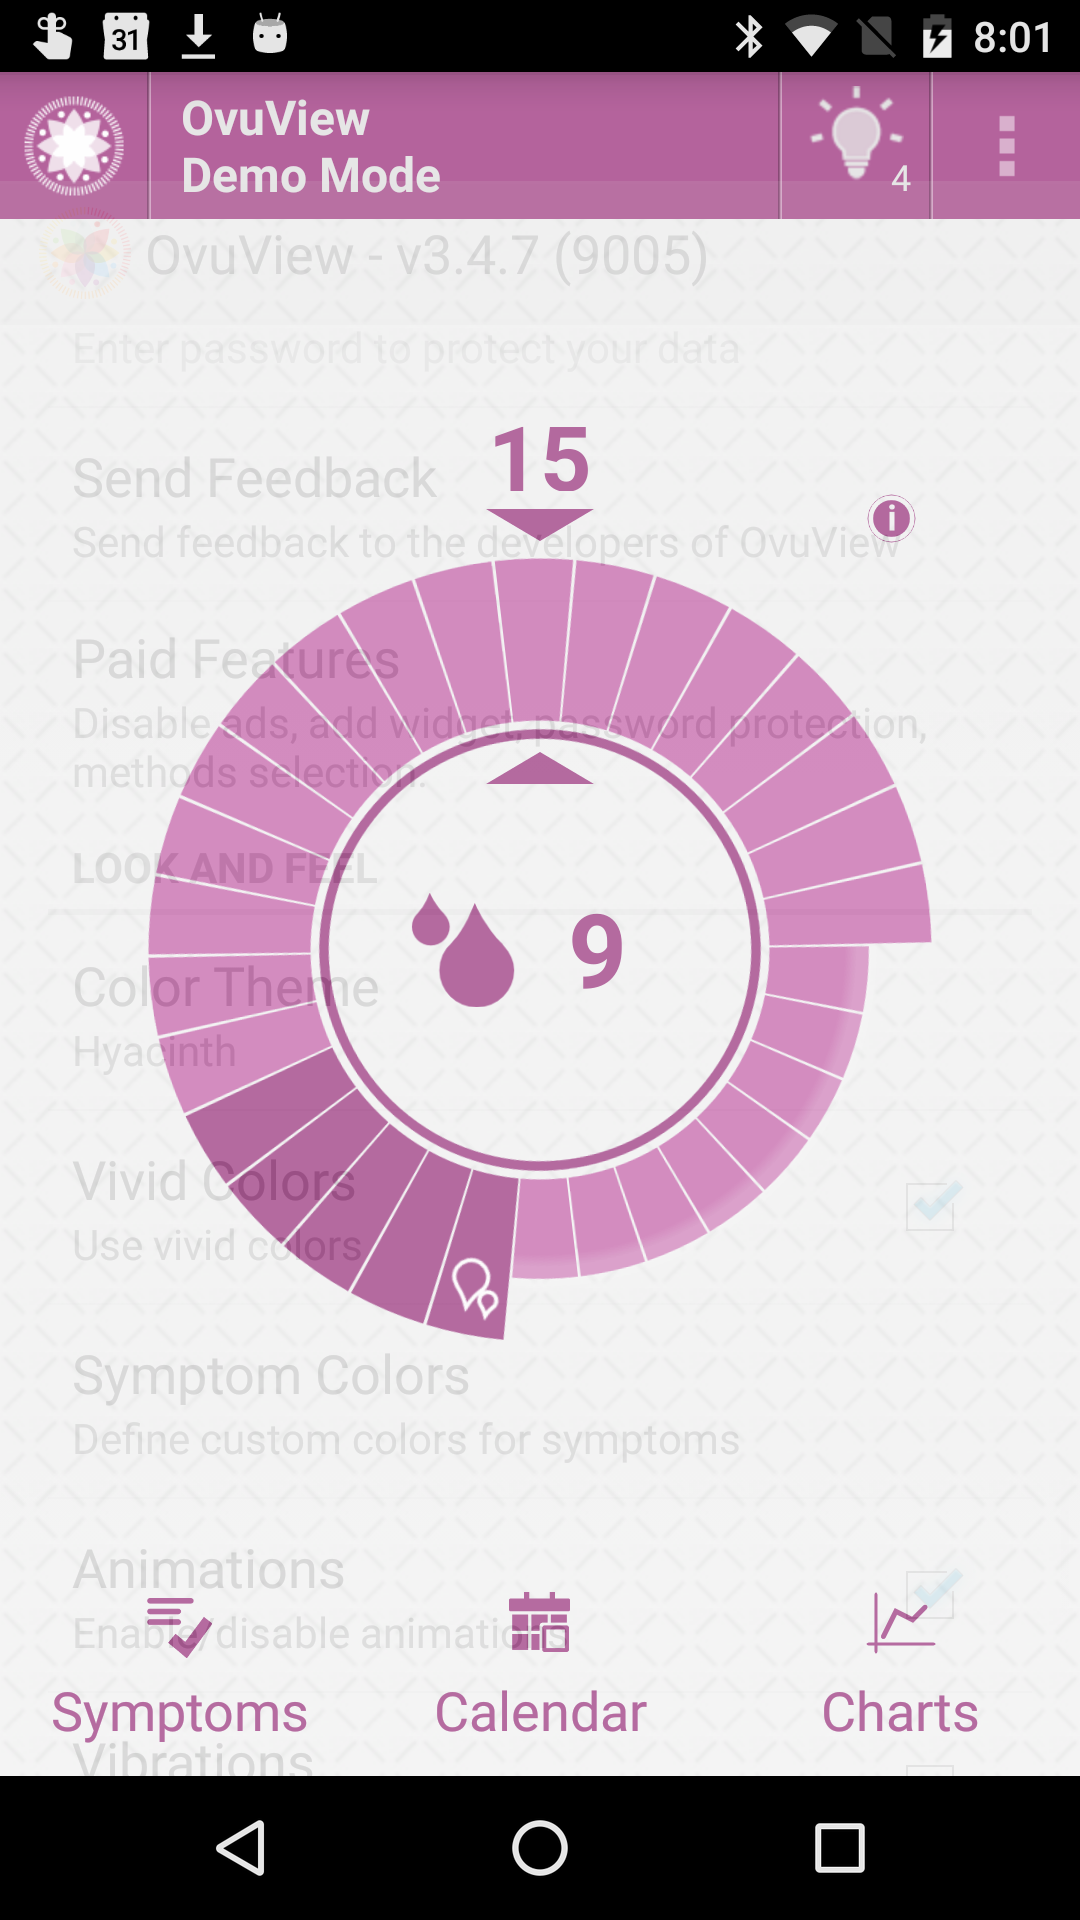 31
8:01
OvuView
Demo Mode
4
OvuView - v3.4.7 (9005)
Enter password to protect your data
15
Send Feedback
i
Send feedback to the developers of OvuView
Paid Features
Disable ads, add widget, password protection,
methods selection.
LOOK AND FEEL
9
Color Theme
Hyacinth
Vivid Colors
Use vivid colors
Symptom Colors
Define custom colors for symptoms
Animations
Enable/disable animations
Symptoms
Calendar
Charts
Vibrations